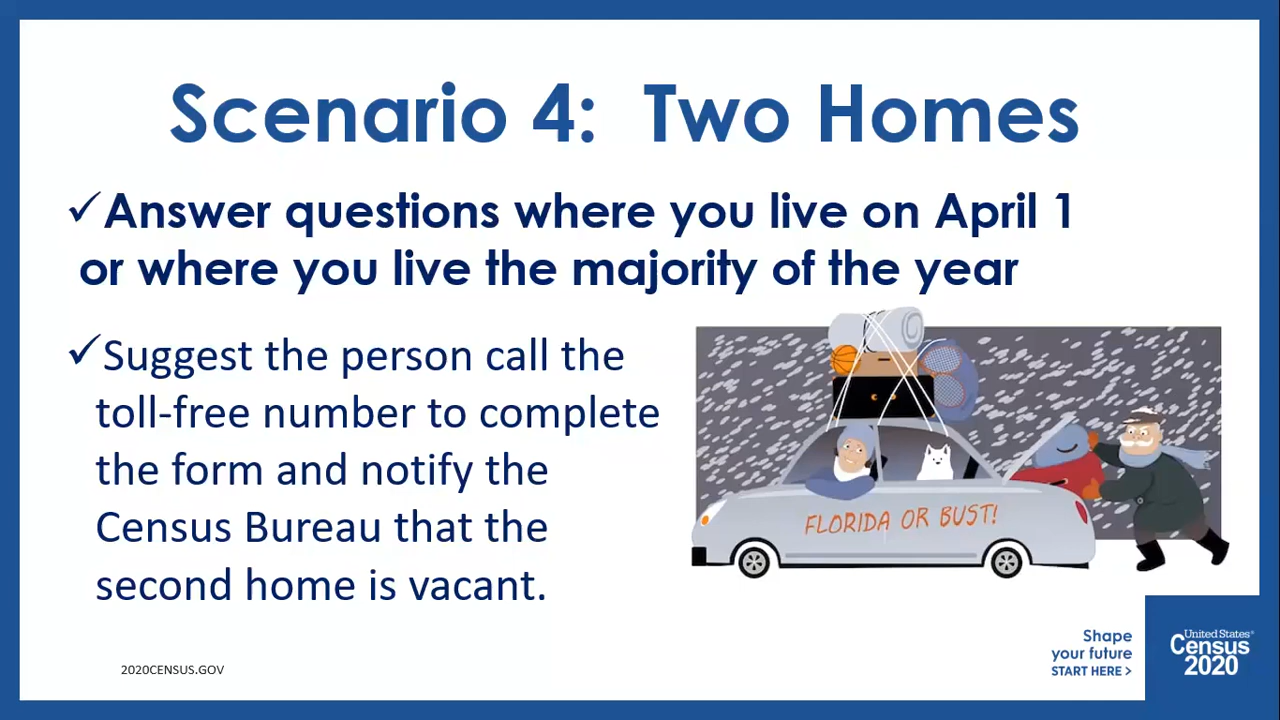 Scenario 4: Two Homes
✓Answer questions where you live on April 1
or where you live the majority of the year
✓Suggest the person call the
toll-free number to complete
the form and notify the
Census Bureau that the
second home is vacant.
FLORIDA OR BUST!
2020CENSUS.GOV
Shape
your future
START HERE >
United States®
Census
2020